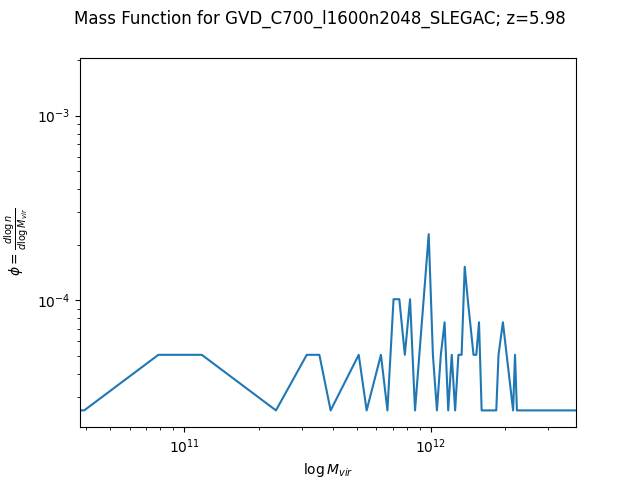 Mass Function for GVD_C700_l1600n2048_SLEGAC; z=5.98
10⁻³
10⁻⁴
ϕ = d log n / d log M_vir
10¹¹
10¹²
log M_vir